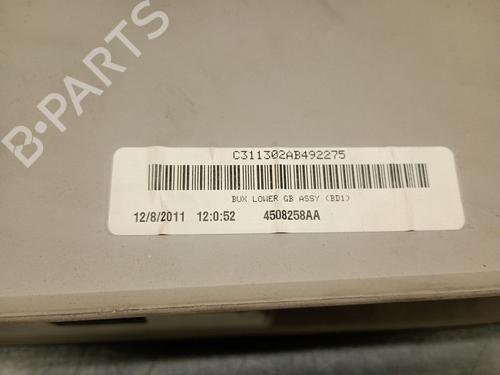 C311302AB492275
BUX LOWER GB ASSY (BD1)
12/8/2011 12:0:52 4508258AA
B-PARTS